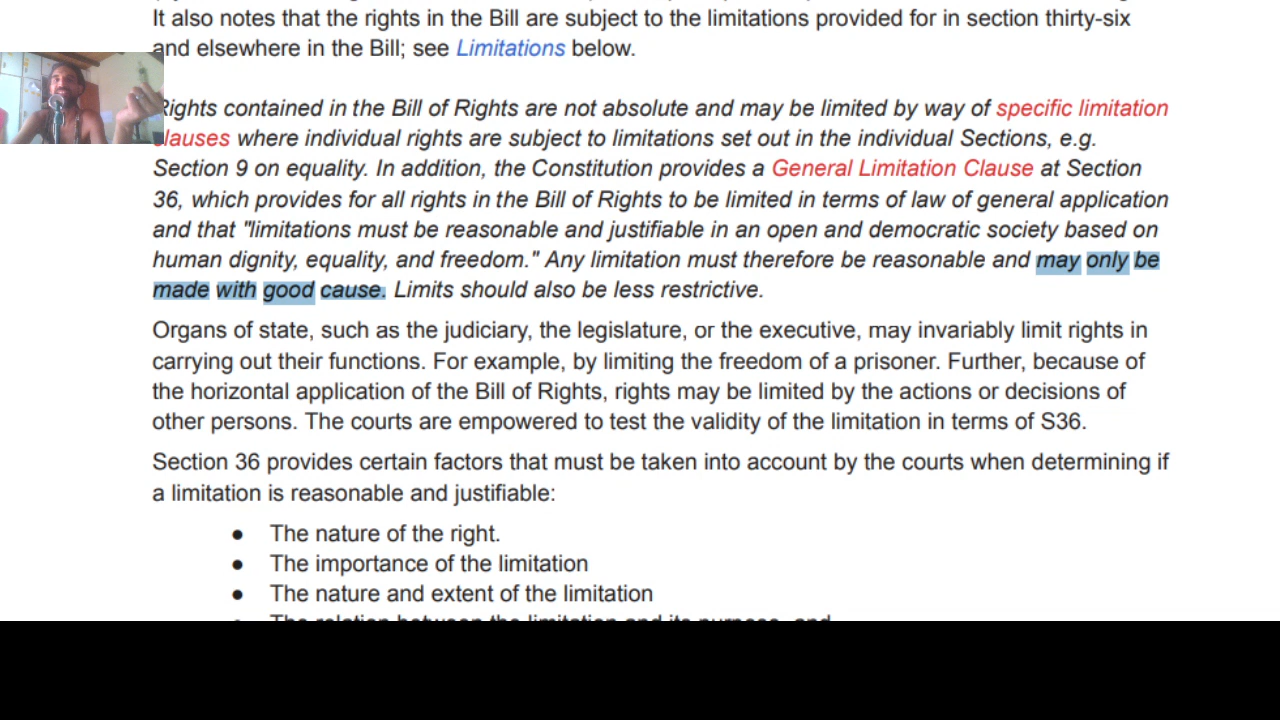 It also notes that the rights in the Bill are subject to the limitations provided for in section thirty-six
and elsewhere in the Bill; see Limitations below.
Rights contained in the Bill of Rights are not absolute and may be limited by way of specific limitation
clauses where individual rights are subject to limitations set out in the individual Sections, e.g.
Section 9 on equality. In addition, the Constitution provides a General Limitation Clause at Section
36, which provides for all rights in the Bill of Rights to be limited in terms of law of general application
and that "limitations must be reasonable and justifiable in an open and democratic society based on
human dignity, equality, and freedom." Any limitation must therefore be reasonable and may only be
made with good cause. Limits should also be less restrictive.
Organs of state, such as the judiciary, the legislature, or the executive, may invariably limit rights in
carrying out their functions. For example, by limiting the freedom of a prisoner. Further, because of
the horizontal application of the Bill of Rights, rights may be limited by the actions or decisions of
other persons. The courts are empowered to test the validity of the limitation in terms of S36.
Section 36 provides certain factors that must be taken into account by the courts when determining if
a limitation is reasonable and justifiable:
● The nature of the right.
● The importance of the limitation
● The nature and extent of the limitation
The relation between the limitation and its purpose, and